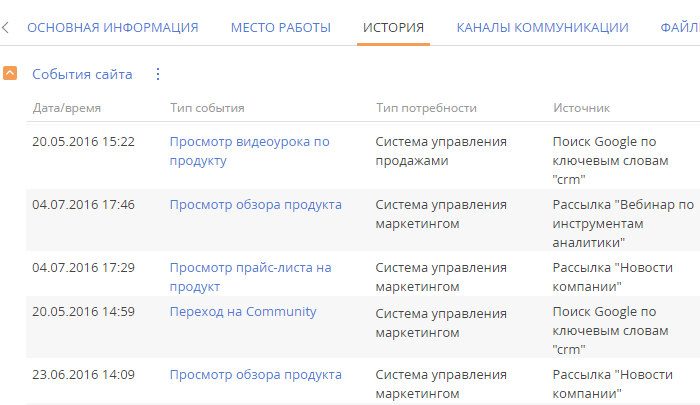 ОСНОВНАЯ ИНФОРМАЦИЯ МЕСТО РАБОТЫ ИСТОРИЯ КАНАЛЫ КОММУНИКАЦИИ ФАЙЛЫ
События сайта
Дата/время Тип события Тип потребности Источник
20.05.2016 15:22 Просмотр видеоурока по Система управления Поиск Google по
продукту продажами ключевым словам
"crm"
04.07.2016 17:46 Просмотр обзора продукта Система управления Рассылка "Вебинар по
маркетингом инструментам
аналитики"
04.07.2016 17:29 Просмотр прайс-листа на Система управления Рассылка "Новости
продукт маркетингом компании"
20.05.2016 14:59 Переход на Community Система управления Поиск Google по
маркетингом ключевым словам
"crm"
23.06.2016 14:09 Просмотр обзора продукта Система управления Рассылка "Новости
маркетингом компании"